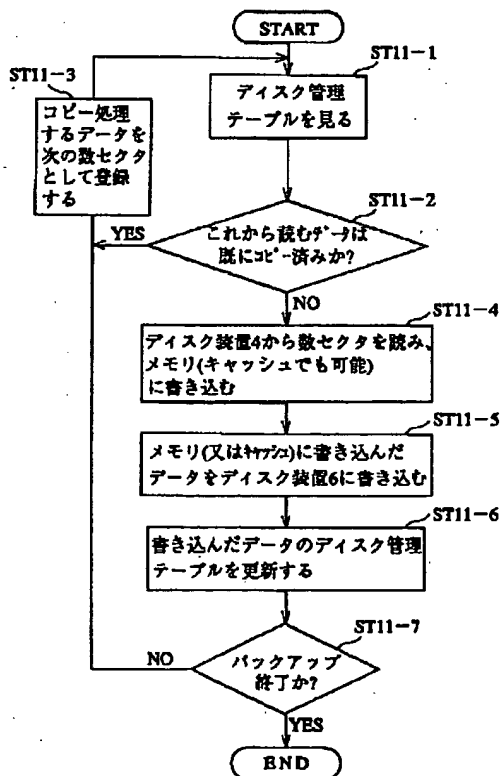 START
ST11-1
ディスク管理
テーブルを見る
ST11-3
コピー処理
するデータを
次の数セクタ
として登録
する
ST11-2
これから読むデータは
既にコピー済みか?
YES
NO
ST11-4
ディスク装置4から数セクタを読み、
メモリ(キャッシュでも可能)
に書き込む
ST11-5
メモリ(又はキャッシュ)に書き込んだ
データをディスク装置6に書き込む
ST11-6
書き込んだデータのディスク管理
テーブルを更新する
ST11-7
バックアップ
終了か?
NO
YES
END